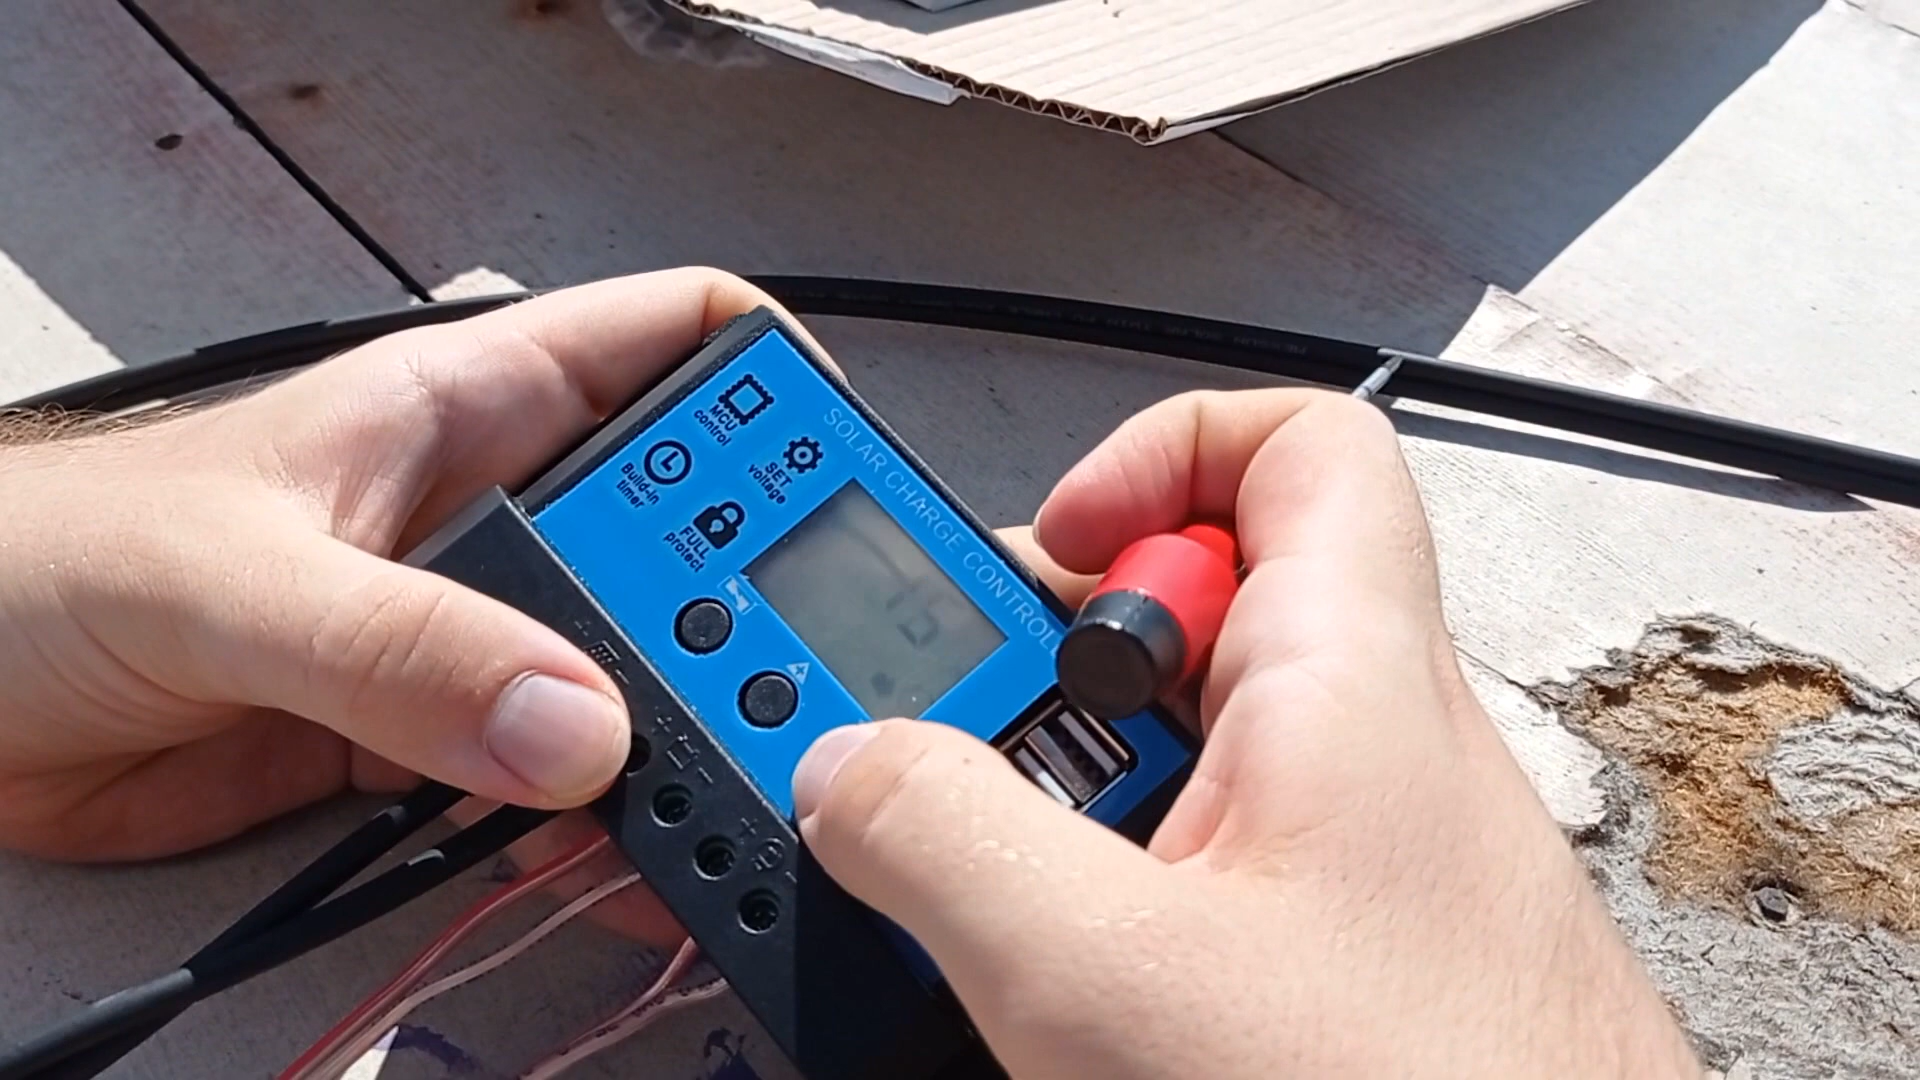 SOLAR CHARGE CONTROL
MCU
control
SET
voltage
Build-in
timer
FULL
protect